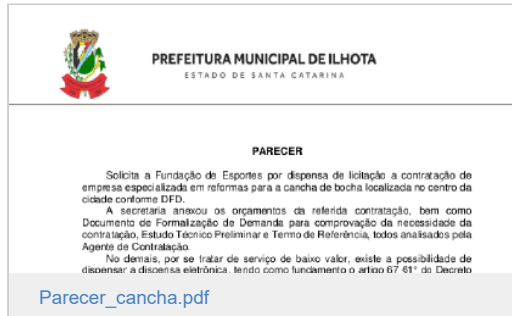 PREFEITURA MUNICIPAL DE ILHOTA
ESTADO DE SANTA CATARINA
PARECER
Solicita a Fundação de Esportes por dispensa de licitação a contratação de
empresa especializada em reformas para a cancha de bocha localizada no centro da
cidade conforme DFD.
A secretaria anexou os orçamentos da referida contratação, bem como
Documento de Formalização de Demanda para comprovação da necessidade da
contratação, Estudo Técnico Preliminar e Termo de Referência, todos analisados pela
Agente de Contratação.
No demais, por se tratar de serviço de baixo valor, existe a possibilidade de
dispensar a dispensa eletrônica, tendo como fundamento o artigo 67 §1° do Decreto
Parecer_cancha.pdf